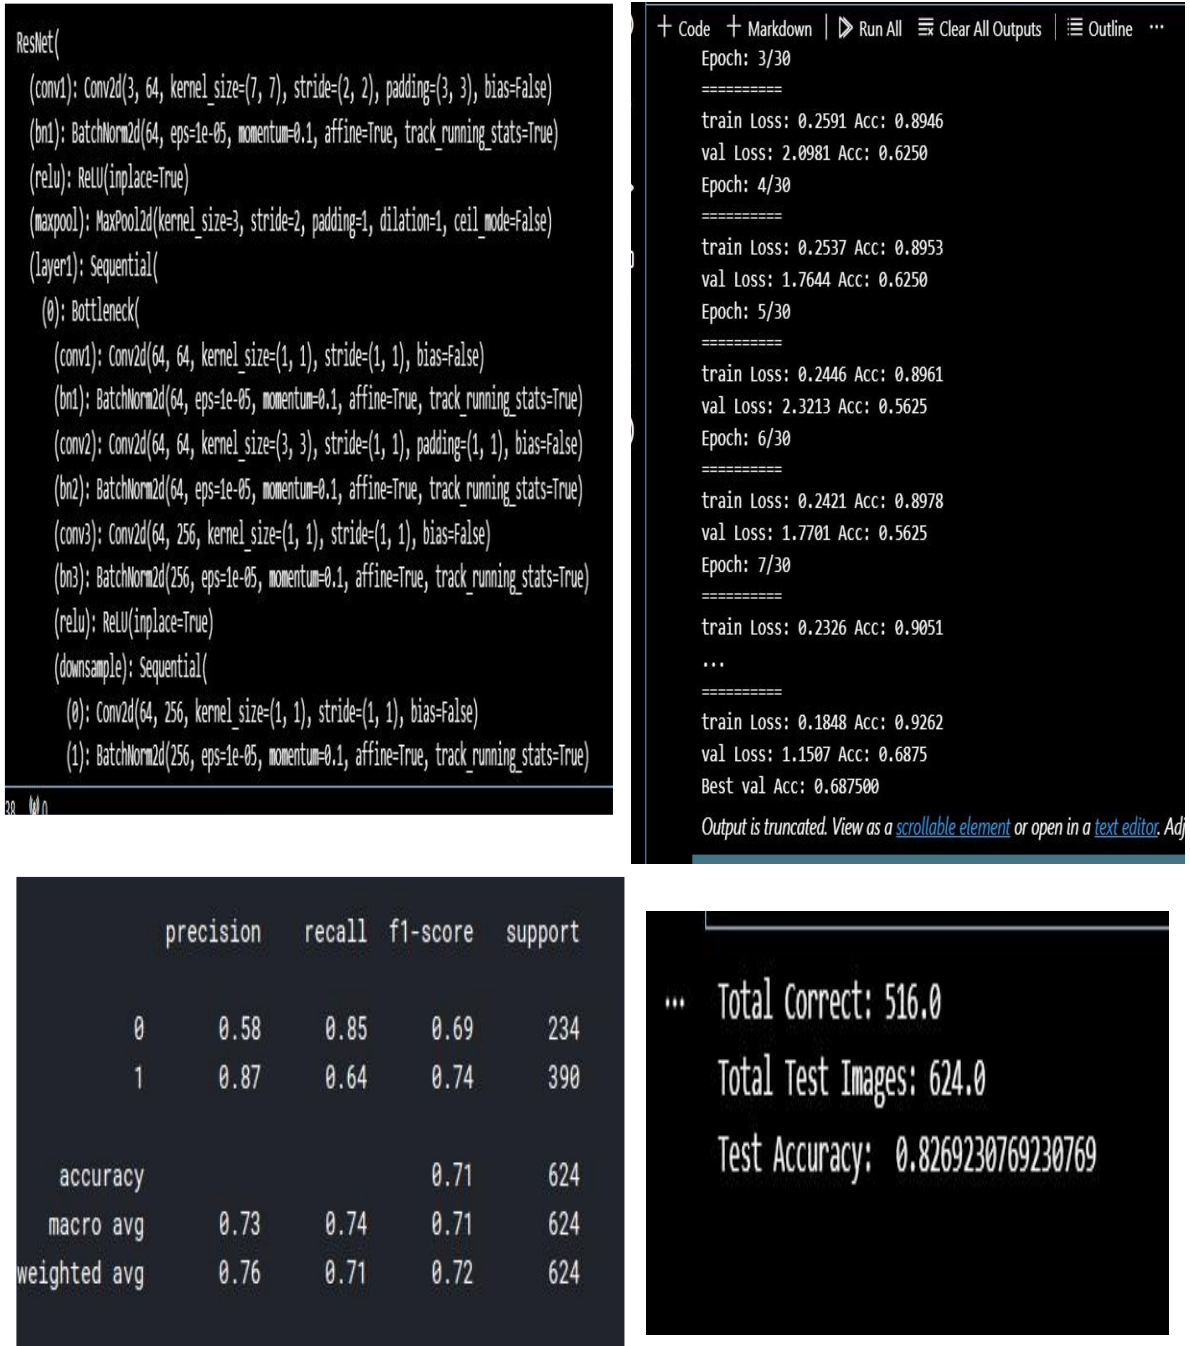 ResNet(
(conv1): Conv2d(3, 64, kernel_size=(7, 7), stride=(2, 2), padding=(3, 3), bias=False)
(bn1): BatchNorm2d(64, eps=1e-05, momentum=0.1, affine=True, track_running_stats=True)
(relu): ReLU(inplace=True)
(maxpool): MaxPool2d(kernel_size=3, stride=2, padding=1, dilation=1, ceil_mode=False)
(layer1): Sequential(
(0): Bottleneck(
(conv1): Conv2d(64, 64, kernel_size=(1, 1), stride=(1, 1), bias=False)
(bn1): BatchNorm2d(64, eps=1e-05, momentum=0.1, affine=True, track_running_stats=True)
(conv2): Conv2d(64, 64, kernel_size=(3, 3), stride=(1, 1), padding=(1, 1), bias=False)
(bn2): BatchNorm2d(64, eps=1e-05, momentum=0.1, affine=True, track_running_stats=True)
(conv3): Conv2d(64, 256, kernel_size=(1, 1), stride=(1, 1), bias=False)
(bn3): BatchNorm2d(256, eps=1e-05, momentum=0.1, affine=True, track_running_stats=True)
(relu): ReLU(inplace=True)
(downsample): Sequential(
(0): Conv2d(64, 256, kernel_size=(1, 1), stride=(1, 1), bias=False)
(1): BatchNorm2d(256, eps=1e-05, momentum=0.1, affine=True, track_running_stats=True)
+ Code + Markdown | Run All Clear All Outputs | Outline ...
Epoch: 3/30
==========
train Loss: 0.2591 Acc: 0.8946
val Loss: 2.0981 Acc: 0.6250
Epoch: 4/30
==========
train Loss: 0.2537 Acc: 0.8953
val Loss: 1.7644 Acc: 0.6250
Epoch: 5/30
==========
train Loss: 0.2446 Acc: 0.8961
val Loss: 2.3213 Acc: 0.5625
Epoch: 6/30
==========
train Loss: 0.2421 Acc: 0.8978
val Loss: 1.7701 Acc: 0.5625
Epoch: 7/30
==========
train Loss: 0.2326 Acc: 0.9051
...
==========
train Loss: 0.1848 Acc: 0.9262
val Loss: 1.1507 Acc: 0.6875
Best val Acc: 0.687500
Output is truncated. View as a scrollable element or open in a text editor. Adj
precision recall f1-score support
0 0.58 0.85 0.69 234
1 0.87 0.64 0.74 390
accuracy 0.71 624
macro avg 0.73 0.74 0.71 624
weighted avg 0.76 0.71 0.72 624
... Total Correct: 516.0
Total Test Images: 624.0
Test Accuracy: 0.8269230769230769